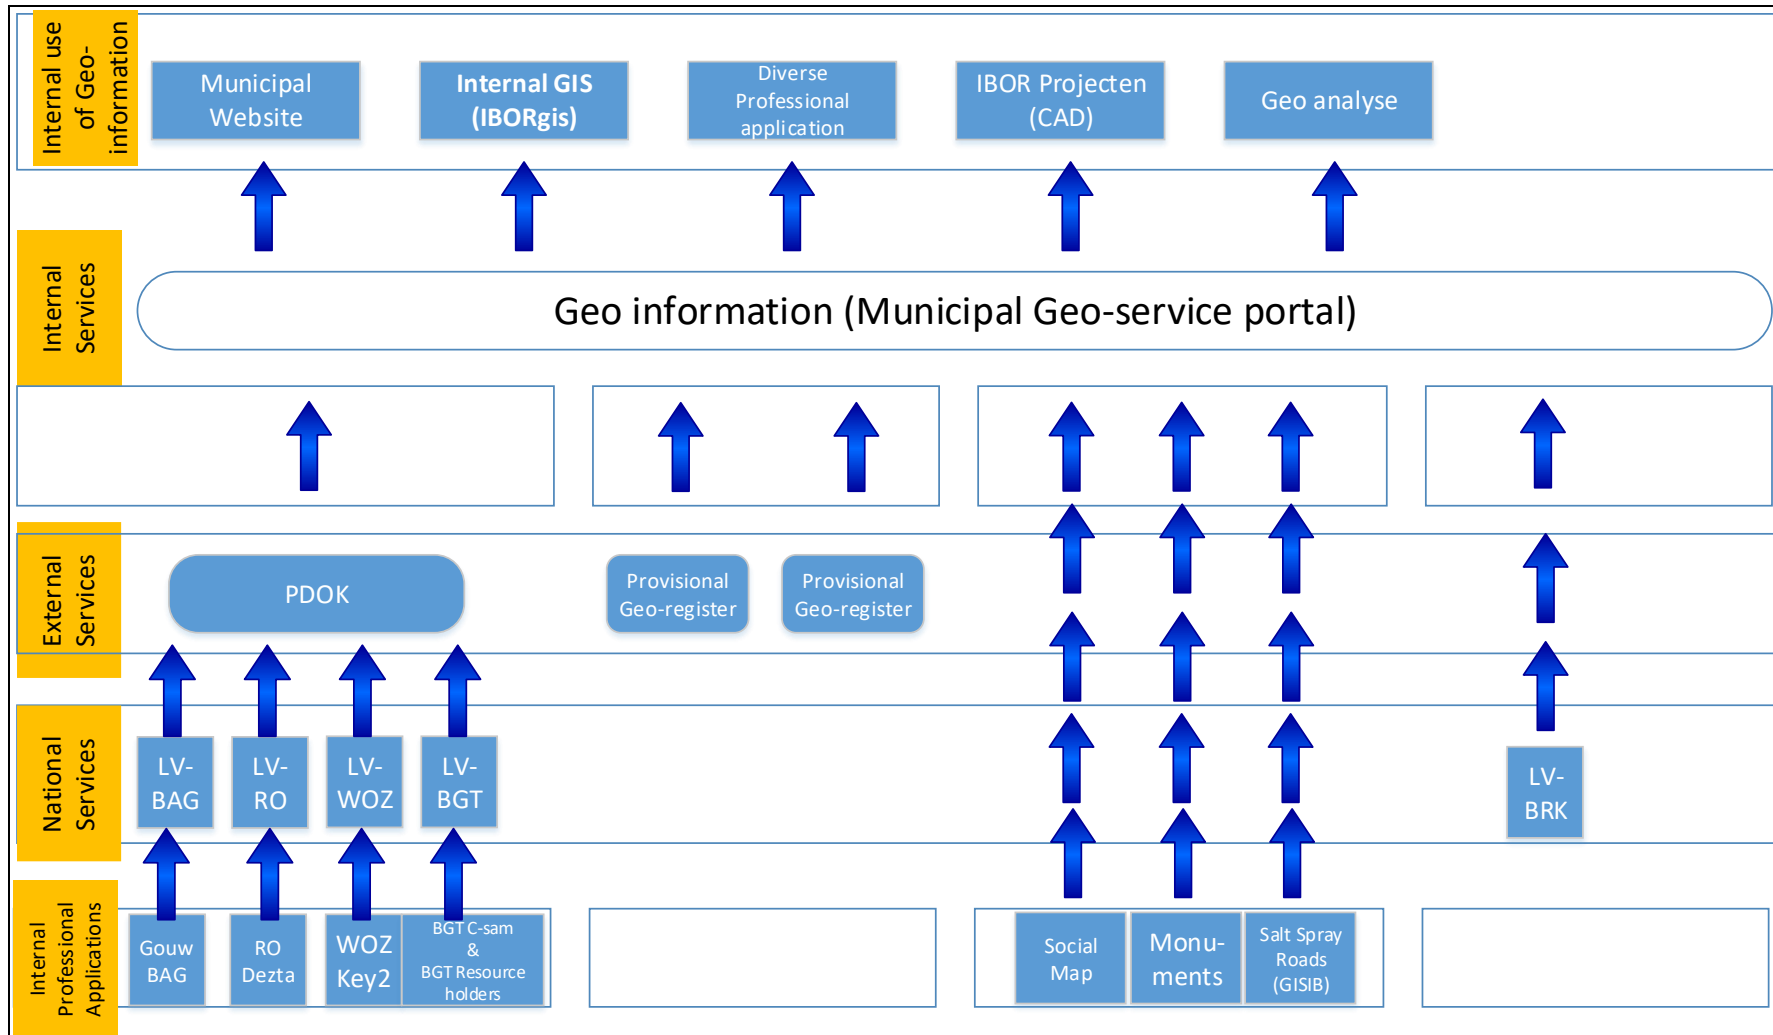 Internal use
of Geo-
information
Municipal
Website
Internal GIS
(IBORgis)
Diverse
Professional
application
IBOR Projecten
(CAD)
Geo analyse
Internal
Services
Geo information (Municipal Geo-service portal)
External
Services
PDOK
Provisional
Geo-register
Provisional
Geo-register
National
Services
LV-
BAG
LV-
RO
LV-
WOZ
LV-
BGT
LV-
BRK
Internal
Professional
Applications
Gouw
BAG
RO
Dezta
WOZ
Key2
BGT C-sam
&
BGT Resource
holders
Social
Map
Monu-
ments
Salt Spray
Roads
(GISIB)